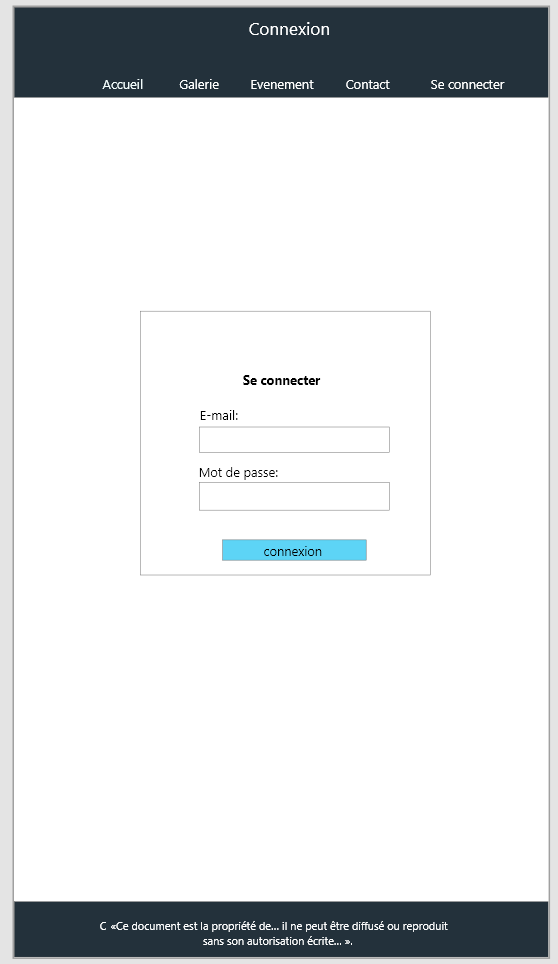 Connexion
Accueil Galerie Evenement Contact Se connecter
Se connecter
E-mail:
Mot de passe:
connexion
C «Ce document est la propriété de... il ne peut être diffusé ou reproduit
sans son autorisation écrite... ».